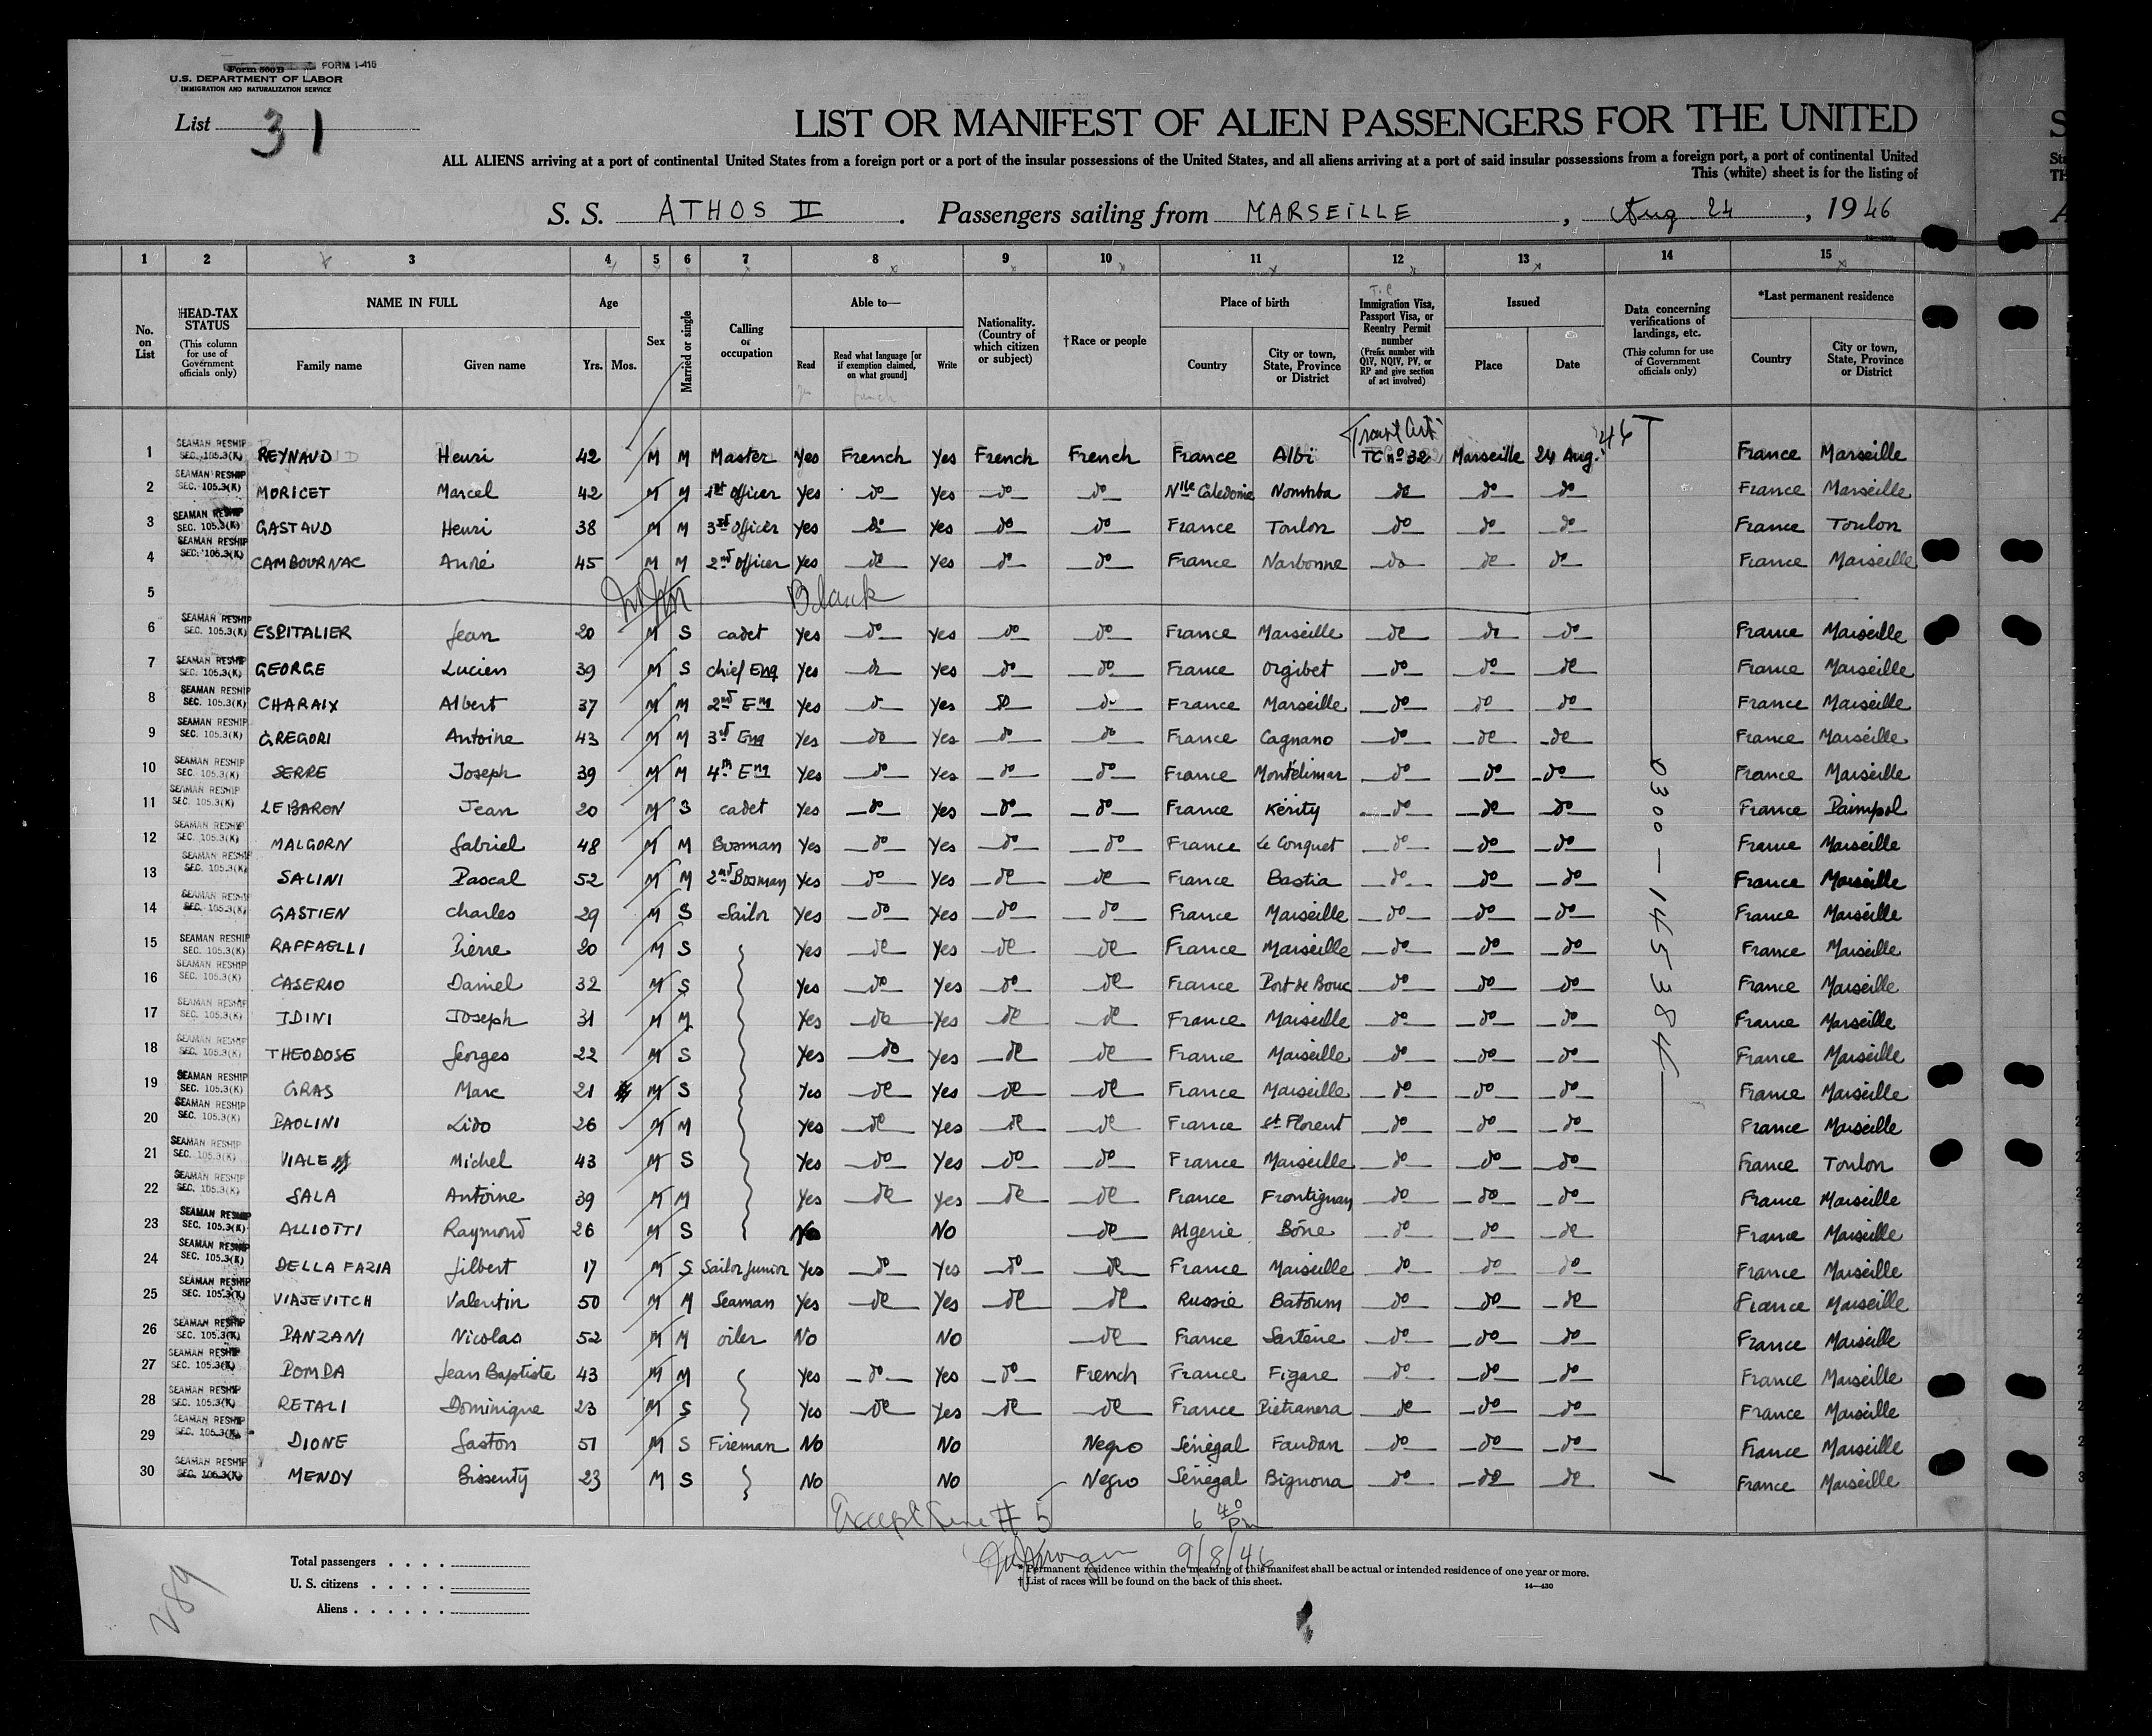 Form 500B FORM I-418
U.S. DEPARTMENT OF LABOR
IMMIGRATION AND NATURALIZATION SERVICE
List 31
LIST OR MANIFEST OF ALIEN PASSENGERS FOR THE UNITED
ALL ALIENS arriving at a port of continental United States from a foreign port or a port of the insular possessions of the United States, and all aliens arriving at a port of said insular possessions from a foreign port, a port of continental United
This (white) sheet is for the listing of
S. S. ATHOS II . Passengers sailing from MARSEILLE , Aug 24 , 1946
1 2 3 4 5 6 7 8 9 10 11 12 13 14 15
No. on List
HEAD-TAX STATUS (This column for use of Government officials only)
NAME IN FULL Family name Given name
Age Yrs. Mos.
Sex
Married or single
Calling or occupation
Able to— Read Read what language [or if exemption claimed, on what ground] Write
french
Nationality. (Country of which citizen or subject)
†Race or people
Place of birth Country City or town, State, Province or District
T.C
Immigration Visa, Passport Visa, or Reentry Permit number (Prefix number with QIV, NQIV, PV, or RP and give section of act involved)
Issued Place Date
Data concerning verifications of landings, etc. (This column for use of Government officials only)
*Last permanent residence Country City or town, State, Province or District
Transit Cert. 46
1 SEAMAN RESHIP SEC. 105.3(K) REYNAUD Henri 42 M M Master Yes French Yes French French France Albi TC nº 32 Marseille 24 Aug. France Marseille
2 SEAMAN RESHIP SEC. 105.3(K) MORICET Marcel 42 M M 1st officer Yes do Yes do do Nlle Caledonie do do do France Marseille
3 SEAMAN RESHIP SEC. 105.3(K) GASTAUD Henri 38 M M 3rd officer Yes do Yes do do France Toulon do do do France Toulon
4 SEAMAN RESHIP SEC. 105.3(K) CAMBOURNAC André 45 M M 2nd officer Yes do Yes do do France Narbonne do do do France Marseille
5 Blank
6 SEAMAN RESHIP SEC. 105.3(K) ESPITALIER Jean 20 M S cadet Yes do Yes do do France Marseille do do do France Marseille
7 SEAMAN RESHIP SEC. 105.3(K) GEORGE Lucien 39 M S chief Eng Yes do Yes do do France Orgibet do do do France Marseille
8 SEAMAN RESHIP SEC. 105.3(K) CHARAIX Albert 37 M M 2nd Eng Yes do Yes do do France Marseille do do do France Marseille
9 SEAMAN RESHIP SEC. 105.3(K) GREGORI Antoine 43 M M 3rd Eng Yes do Yes do do France Cagnano do do do France Marseille
10 SEAMAN RESHIP SEC. 105.3(K) SERRE Joseph 39 M M 4th Eng Yes do Yes do do France Montélimar do do do France Marseille
11 SEAMAN RESHIP SEC. 105.3(K) LE BARON Jean 20 M S cadet Yes do Yes do do France Kérity do do do France Paimpol
12 SEAMAN RESHIP SEC. 105.3(K) MALGORN Gabriel 48 M M Bosman Yes do Yes do do France Le Conquet do do do France Marseille
13 SEAMAN RESHIP SEC. 105.3(K) SALINI Pascal 52 M M 2nd Bosman Yes do Yes do do France Bastia do do do France Marseille
14 SEAMAN RESHIP SEC. 105.3(K) GASTIEN Charles 29 M S Sailor Yes do Yes do do France Marseille do do do France Marseille
15 SEAMAN RESHIP SEC. 105.3(K) RAFFAELLI Pierre 20 M S Yes do Yes do do France Marseille do do do France Marseille
16 SEAMAN RESHIP SEC. 105.3(K) CASERIO Daniel 32 M S Yes do Yes do do France Port de Bouc do do do France Marseille
17 SEAMAN RESHIP SEC. 105.3(K) IDINI Joseph 31 M M Yes do Yes do do France Marseille do do do France Marseille
18 SEAMAN RESHIP SEC. 105.3(K) THEODOSE Georges 22 M S Yes do Yes do do France Marseille do do do France Marseille
19 SEAMAN RESHIP SEC. 105.3(K) GRAS Marc 21 M S Yes do Yes do do France Marseille do do do France Marseille
20 SEAMAN RESHIP SEC. 105.3(K) PAOLINI Lido 26 M M Yes do Yes do do France St Florent do do do France Marseille
21 SEAMAN RESHIP SEC. 105.3(K) VIALE Michel 43 M S Yes do Yes do do France Marseille do do do France Toulon
22 SEAMAN RESHIP SEC. 105.3(K) SALA Antoine 39 M M Yes do Yes do do France Frontignan do do do France Marseille
23 SEAMAN RESHIP SEC. 105.3(K) ALLIOTTI Raymond 26 M S No No do Algerie Bône do do do France Marseille
24 SEAMAN RESHIP SEC. 105.3(K) DELLA FAZIA Gilbert 17 M S Sailor Junior Yes do Yes do do France Marseille do do do France Marseille
25 SEAMAN RESHIP SEC. 105.3(K) VIAJEVITCH Valentin 50 M M Seaman Yes do Yes do do Russie Batoum do do do France Marseille
26 SEAMAN RESHIP SEC. 105.3(K) PANZANI Nicolas 52 M M oiler No No do France Sartène do do do France Marseille
27 SEAMAN RESHIP SEC. 105.3(K) POMPA Jean Baptiste 43 M M Yes do Yes do French France Figare do do do France Marseille
28 SEAMAN RESHIP SEC. 105.3(K) RETALI Dominique 23 M S Yes do Yes do do France Pietranera do do do France Marseille
29 SEAMAN RESHIP SEC. 105.3(K) DIONE Gaston 51 M S Fireman No No Negro Sénégal Faudan do do do France Marseille
30 SEAMAN RESHIP SEC. 105.3(K) MENDY Bissenty 23 M S No No Negro Sénégal Bignona do do do France Marseille
0300-145384
Except Line # 5 6 40 pm
9/8/46
Total passengers
U. S. citizens
Aliens
* Permanent residence within the meaning of this manifest shall be actual or intended residence of one year or more.
† List of races will be found on the back of this sheet.
14—430
289